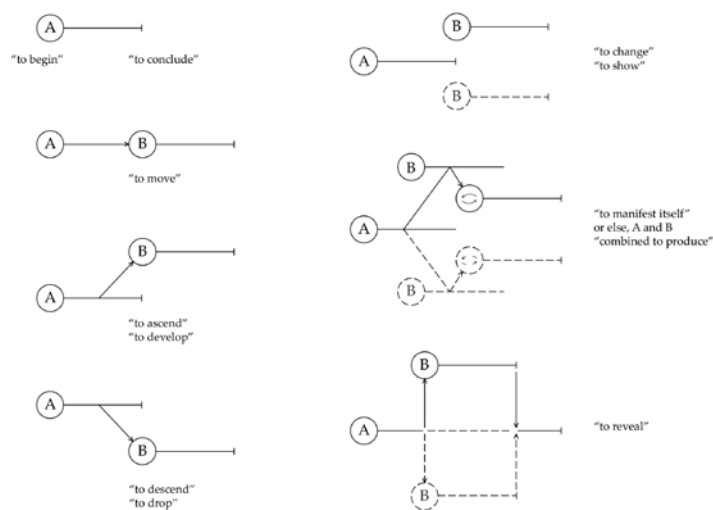 A
"to begin"
"to conclude"
A
B
"to move"
B
A
"to ascend"
"to develop"
A
B
"to descend"
"to drop"
B
A
"to change"
"to show"
B
B
A
"to manifest itself"
or else, A and B
"combined to produce"
B
B
A
"to reveal"
B